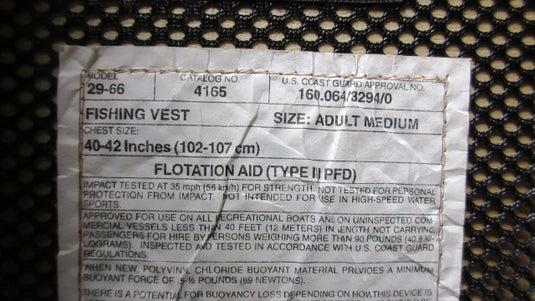 MODEL CATALOG NO. U.S. COAST GUARD APPROVAL NO.
29-66 4165 160.064/3294/0
FISHING VEST SIZE: ADULT MEDIUM
CHEST SIZE:
40-42 Inches (102-107 cm)
FLOTATION AID (TYPE III PFD)
IMPACT TESTED AT 35 mph (56 km/h) FOR STRENGTH. NOT TESTED FOR PERSONAL
PROTECTION FROM IMPACT. NOT INTENDED FOR USE IN HIGH-SPEED WATER
SPORTS.
APPROVED FOR USE ON ALL RECREATIONAL BOATS AND ON UNINSPECTED COM-
MERCIAL VESSELS LESS THAN 40 FEET (12 METERS) IN LENGTH NOT CARRYING
PASSENGERS FOR HIRE BY PERSONS WEIGHING MORE THAN 90 POUNDS (40.8 KI-
LOGRAMS). INSPECTED AND TESTED IN ACCORDANCE WITH U.S. COAST GUARD
REGULATIONS.
WHEN NEW, POLYVINYL CHLORIDE BUOYANT MATERIAL PROVIDES A MINIMUM
BUOYANT FORCE OF 15-½ POUNDS (69 NEWTONS).
THERE IS A POTENTIAL FOR BUOYANCY LOSS DEPENDING ON